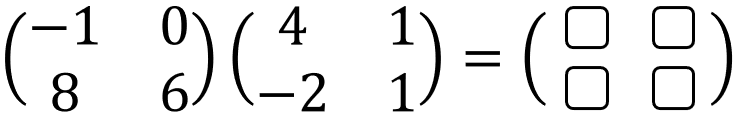 (−1 0) (4 1) = (□ □)
(8 6) (−2 1) (□ □)